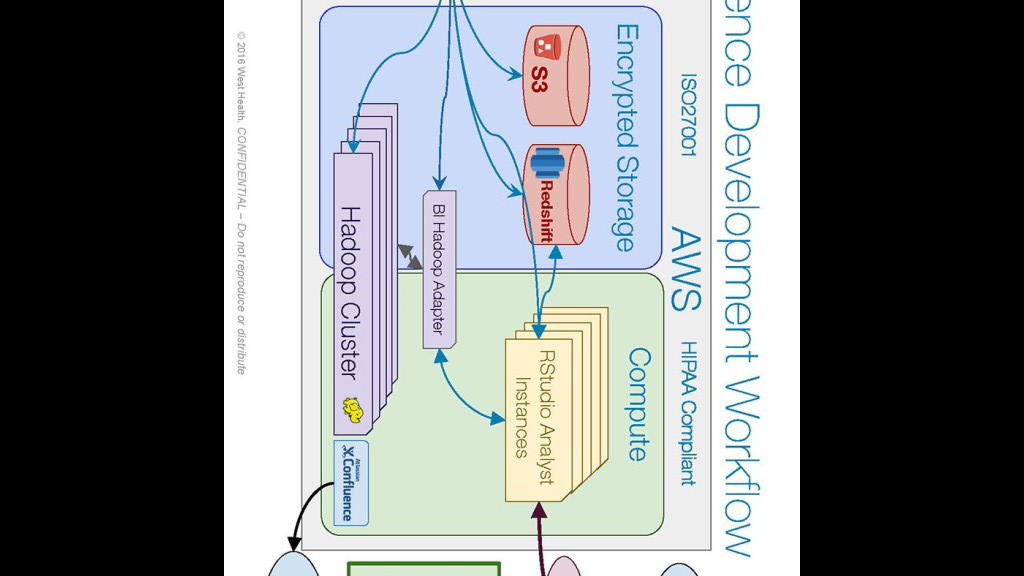 ence Development Workflow
ISO27001
AWS
HIPAA Compliant
Encrypted Storage
Compute
S3
Redshift
RStudio Analyst
Instances
BI Hadoop Adapter
Hadoop Cluster
Atlassian
Confluence
© 2016 West Health. CONFIDENTIAL – Do not reproduce or distribute